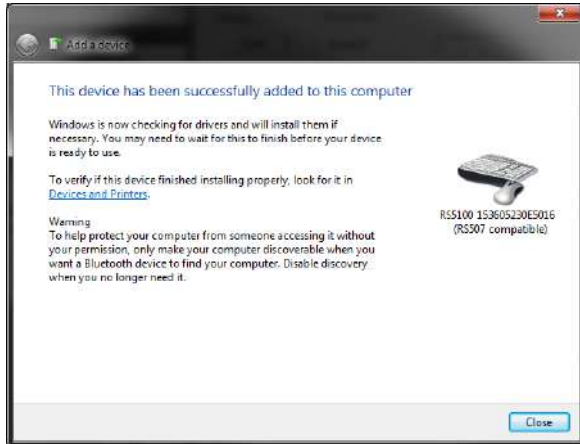 Add a device
This device has been successfully added to this computer
Windows is now checking for drivers and will install them if
necessary. You may need to wait for this to finish before your device
is ready to use.
To verify if this device finished installing properly, look for it in
Devices and Printers.
Warning
To help protect your computer from someone accessing it without
your permission, only make your computer discoverable when you
want a Bluetooth device to find your computer. Disable discovery
when you no longer need it.
RS5100 153605230E5016
(RS507 compatible)
Close